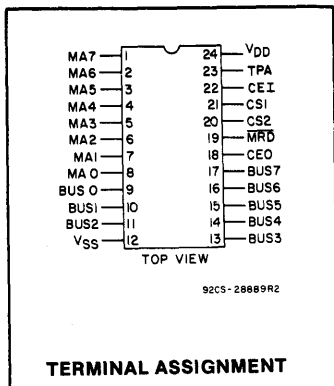 MA7 1 24 VDD
MA6 2 23 TPA
MA5 3 22 CEI
MA4 4 21 CS1
MA3 5 20 CS2
MA2 6 19 MRD
MA1 7 18 CEO
MA0 8 17 BUS7
BUS 0 9 16 BUS6
BUS1 10 15 BUS5
BUS2 11 14 BUS4
VSS 12 13 BUS3
TOP VIEW
92CS-28889R2
TERMINAL ASSIGNMENT